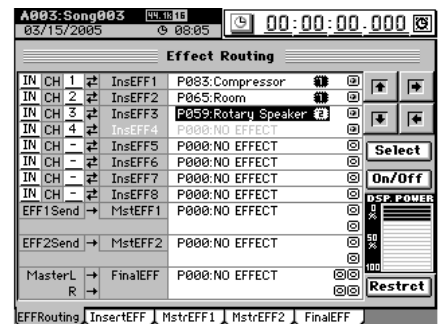 A003:Song003 44.1k 16
03/15/2005 08:05 00:00:00.000
Effect Routing
IN CH 1 ⇄ InsEFF1 P083:Compressor 1
IN CH 2 ⇄ InsEFF2 P065:Room 1
IN CH 3 ⇄ InsEFF3 P059:Rotary Speaker 2
IN CH 4 ⇄ InsEFF4 P000:NO EFFECT
IN CH - ⇄ InsEFF5 P000:NO EFFECT
IN CH - ⇄ InsEFF6 P000:NO EFFECT
IN CH - ⇄ InsEFF7 P000:NO EFFECT
IN CH - ⇄ InsEFF8 P000:NO EFFECT
EFF1Send → MstEFF1 P000:NO EFFECT
EFF2Send → MstEFF2 P000:NO EFFECT
MasterL → FinalEFF P000:NO EFFECT
R →
Select
On/Off
DSP POWER
0
%
50
%
100
Restrct
EFFRouting InsertEFF MstrEFF1 MstrEFF2 FinalEFF